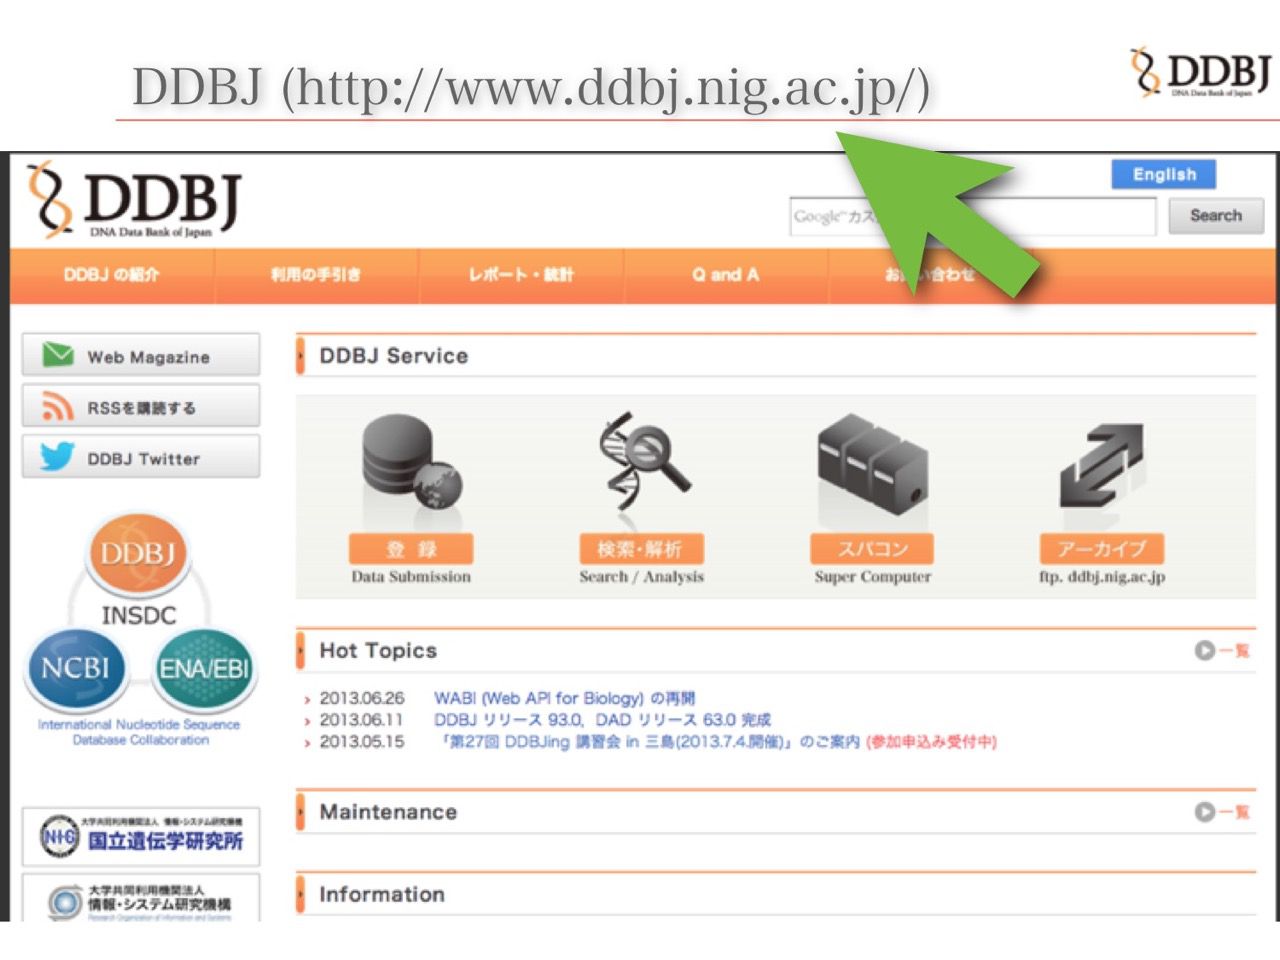 DDBJ (http://www.ddbj.nig.ac.jp/)
DDBJ
DNA Data Bank of Japan
DDBJ
DNA Data Bank of Japan
English
Google™ カス
Search
DDBJ の紹介
利用の手引き
レポート・統計
Q and A
お い合わせ
Web Magazine
RSSを購読する
DDBJ Twitter
DDBJ
INSDC
NCBI
ENA/EBI
International Nucleotide Sequence
Database Collaboration
NIG
大学共同利用機関法人 情報・システム研究機構
国立遺伝学研究所
大学共同利用機関法人
情報・システム研究機構
Research Organization of Information and Systems
DDBJ Service
登 録
Data Submission
検索・解析
Search / Analysis
スパコン
Super Computer
アーカイブ
ftp. ddbj.nig.ac.jp
Hot Topics
一覧
2013.06.26 WABI (Web API for Biology) の再開
2013.06.11 DDBJ リリース 93.0, DAD リリース 63.0 完成
2013.05.15 「第27回 DDBJing 講習会 in 三島(2013.7.4.開催)」のご案内 (参加申込み受付中)
Maintenance
一覧
Information